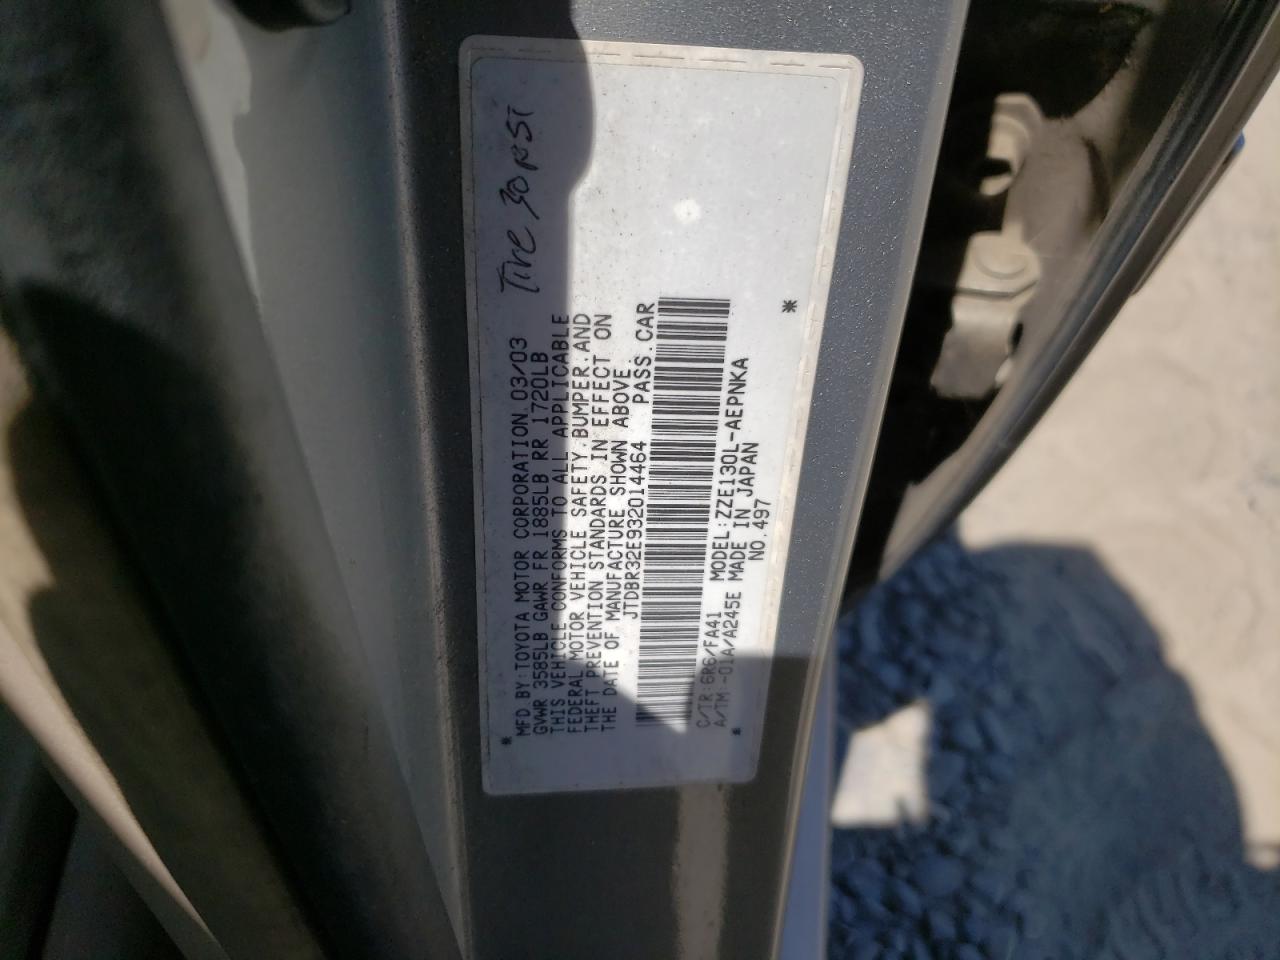 Tire 30 PSI
MFD. BY: TOYOTA MOTOR CORPORATION 03/03
GVWR 3585LB GAWR FR 1885LB RR 1720LB
THIS VEHICLE CONFORMS TO ALL APPLICABLE
FEDERAL MOTOR VEHICLE SAFETY, BUMPER, AND
THEFT PREVENTION STANDARDS IN EFFECT ON
THE DATE OF MANUFACTURE SHOWN ABOVE.
JTDBR32E932014464 PASS. CAR
C/TR: 6R6/FA41 MODEL: ZZE130L-AEPNKA
A/TM -01A/A245E MADE IN JAPAN
NO. 497